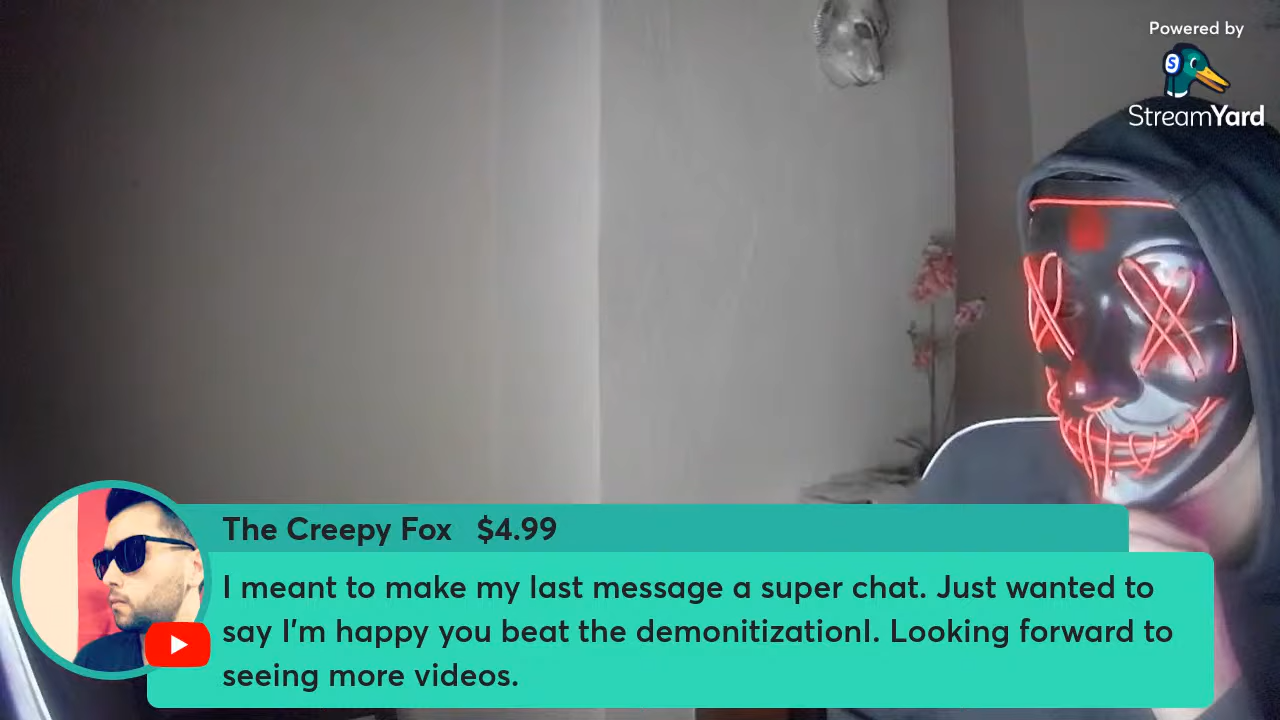 Powered by
StreamYard
The Creepy Fox $4.99
I meant to make my last message a super chat. Just wanted to
say I'm happy you beat the demonitizationl. Looking forward to
seeing more videos.